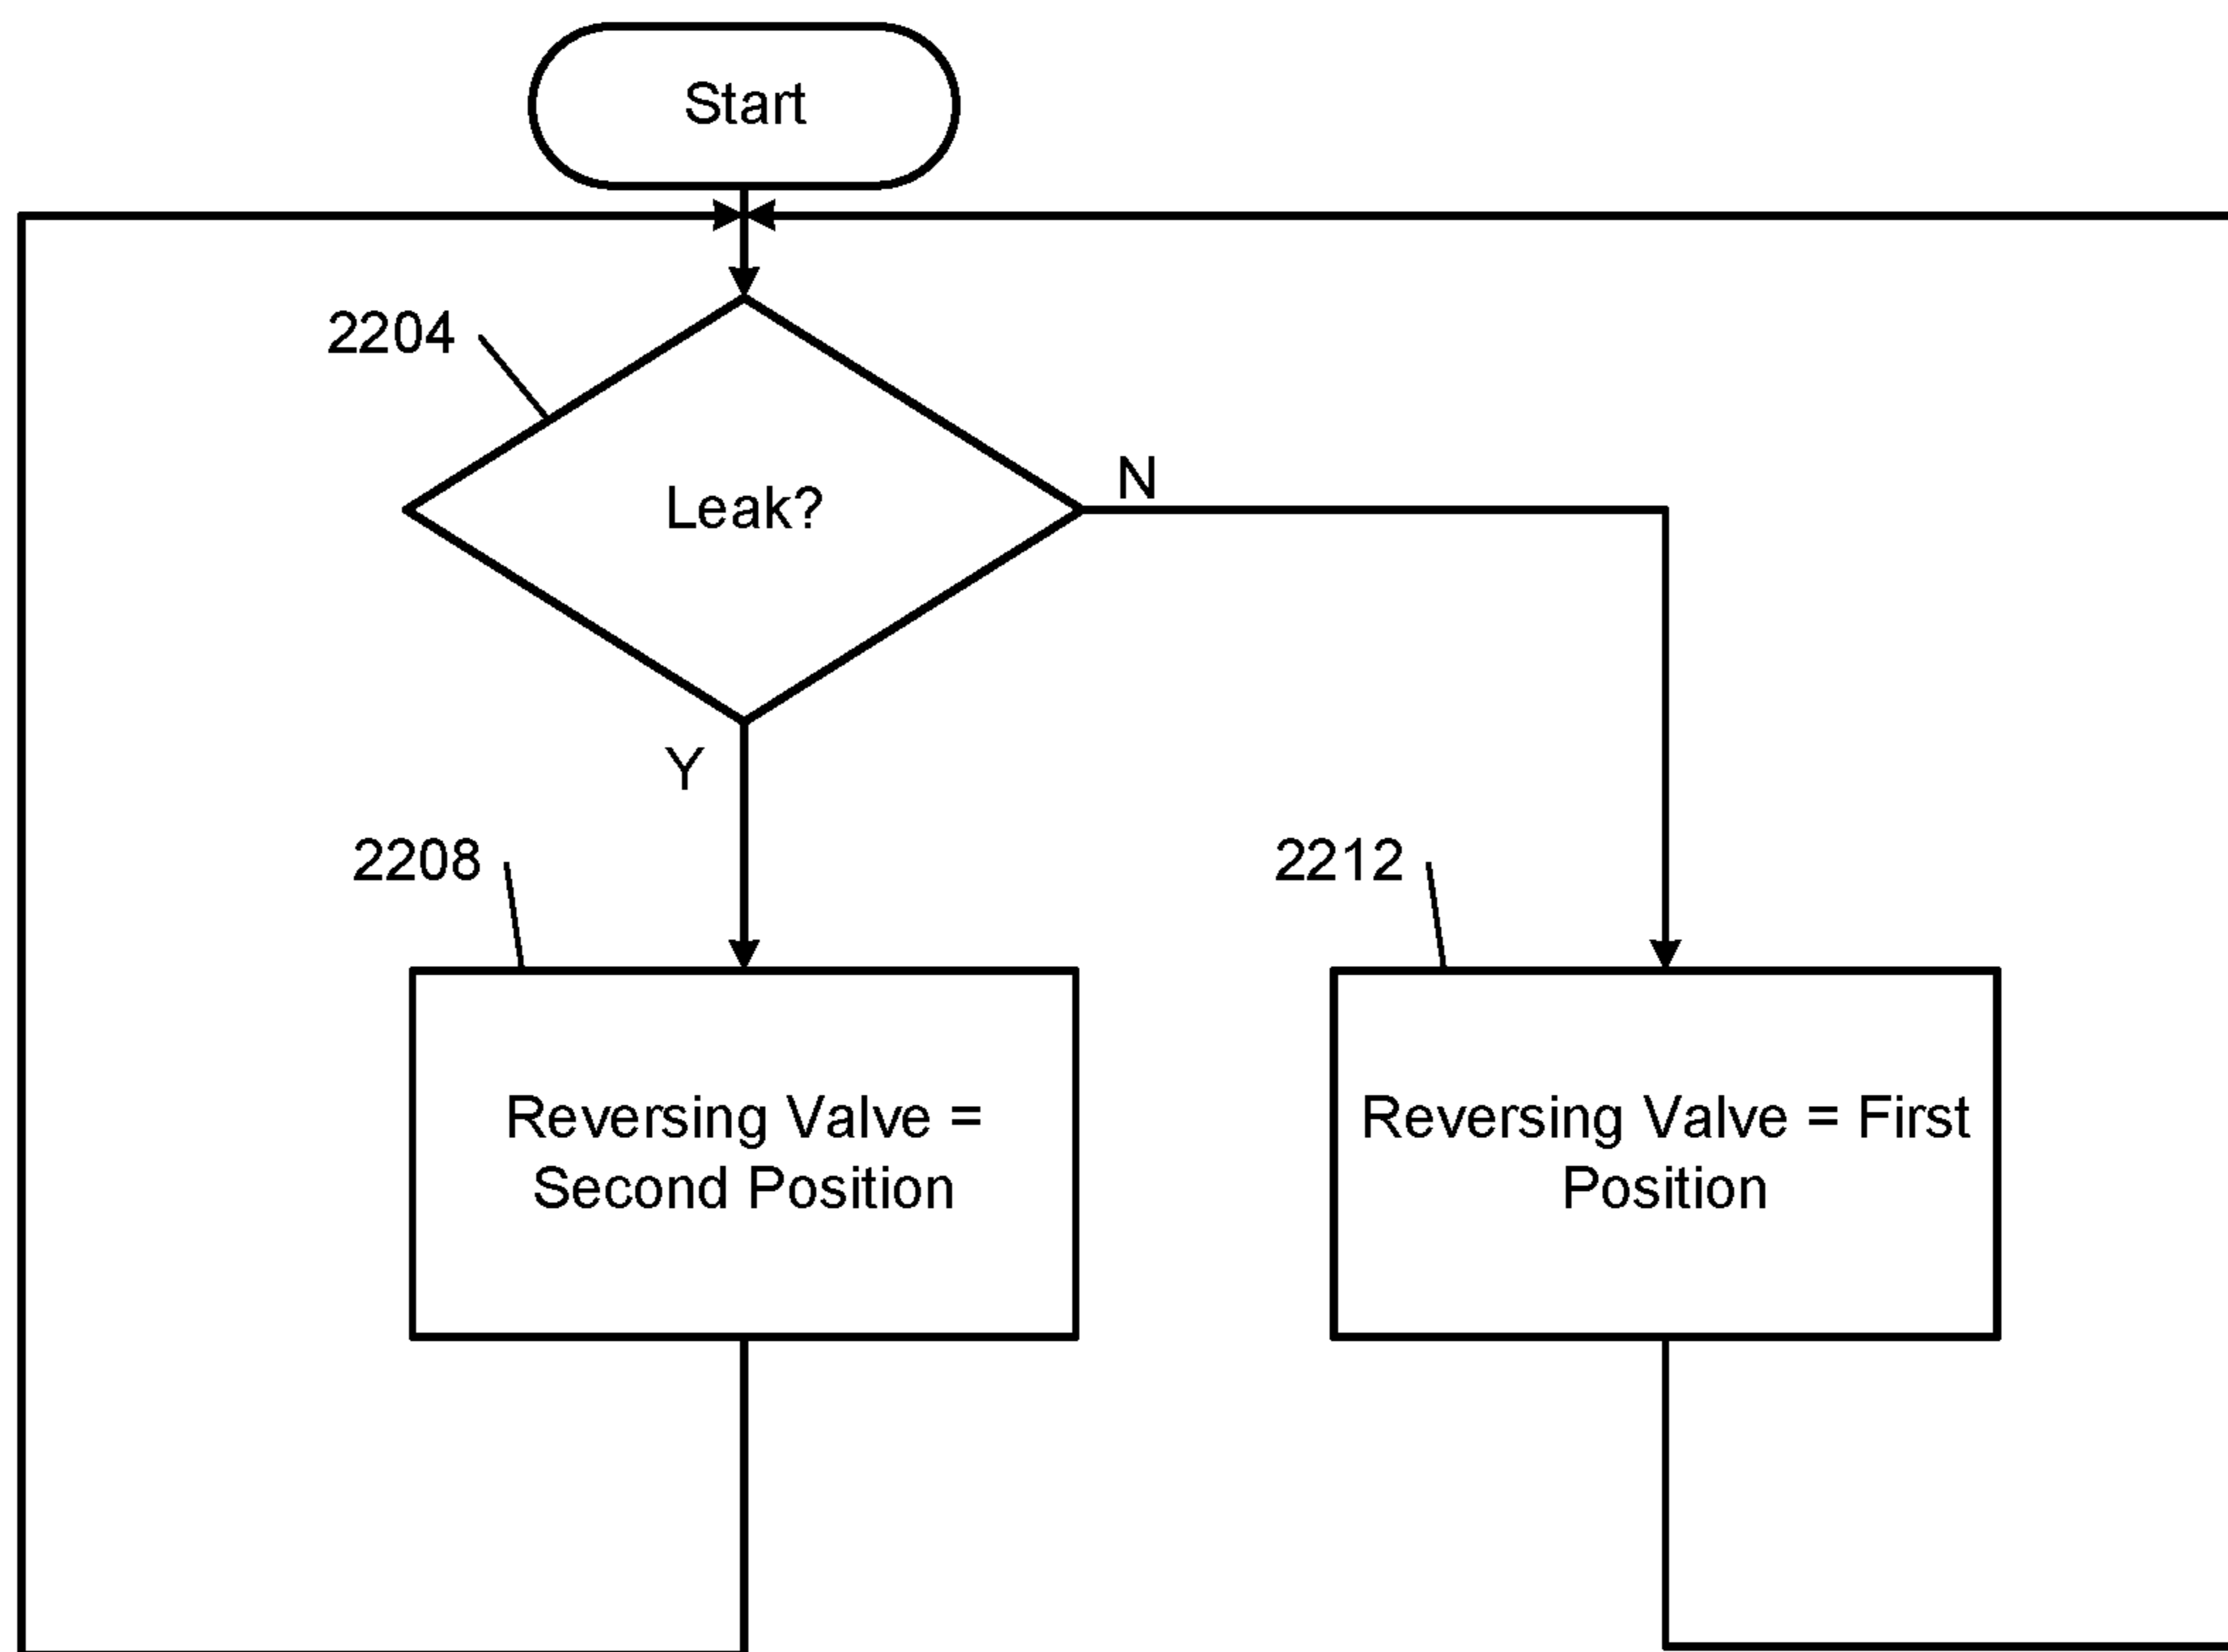 Start
2204
Leak?
N
Y
2208
2212
Reversing Valve =
Second Position
Reversing Valve = First
Position